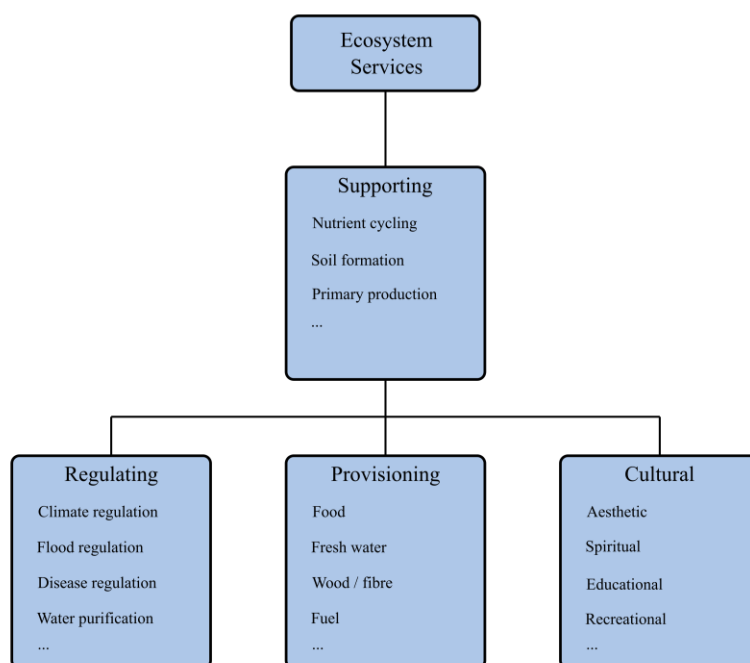 Ecosystem
Services
Supporting
Nutrient cycling
Soil formation
Primary production
...
Regulating
Climate regulation
Flood regulation
Disease regulation
Water purification
...
Provisioning
Food
Fresh water
Wood / fibre
Fuel
...
Cultural
Aesthetic
Spiritual
Educational
Recreational
...